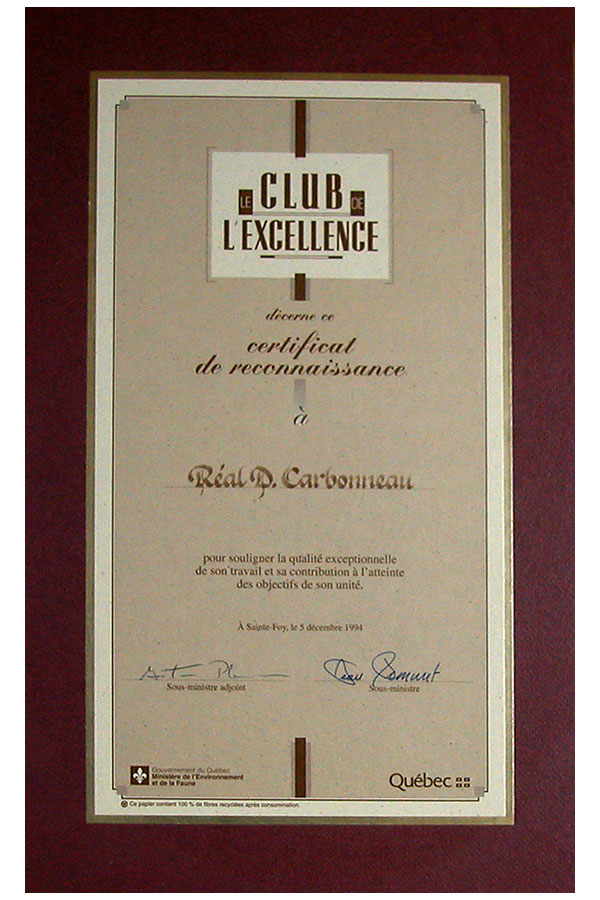 LE CLUB DE
L'EXCELLENCE
décerne ce
certificat
de reconnaissance
à
Réal D. Carbonneau
pour souligner la qualité exceptionnelle
de son travail et sa contribution à l'atteinte
des objectifs de son unité.
À Sainte-Foy, le 5 décembre 1994
Sous-ministre adjoint
Sous-ministre
Gouvernement du Québec
Ministère de l'Environnement
et de la Faune
Québec
Ce papier contient 100 % de fibres recyclées après consommation.